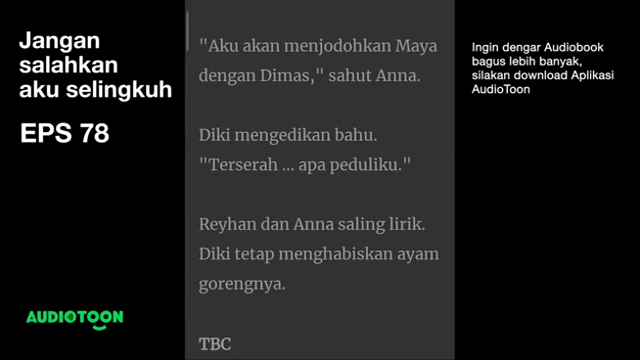 Jangan
salahkan
aku selingkuh
EPS 78
AUDIOTOON
"Aku akan menjodohkan Maya
dengan Dimas," sahut Anna.
Diki mengedikan bahu.
"Terserah ... apa peduliku."
Reyhan dan Anna saling lirik.
Diki tetap menghabiskan ayam
gorengnya.
TBC
Ingin dengar Audiobook
bagus lebih banyak,
silakan download Aplikasi
AudioToon